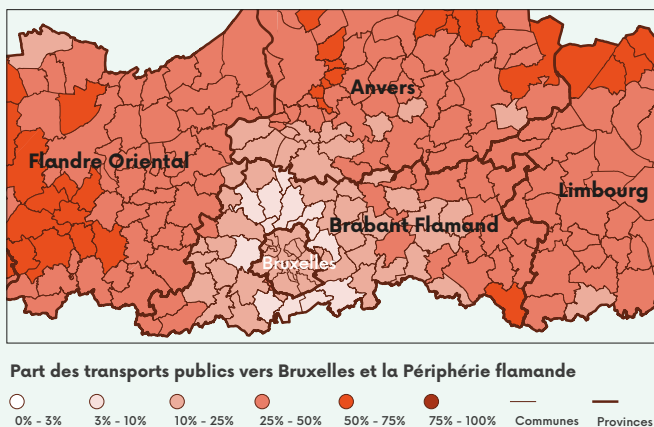 Anvers
Flandre Oriental
Limbourg
Brabant Flamand
Bruxelles
Part des transports publics vers Bruxelles et la Périphérie flamande
0% - 3% 3% - 10% 10% - 25% 25% - 50% 50% - 75% 75% - 100% Communes Provinces